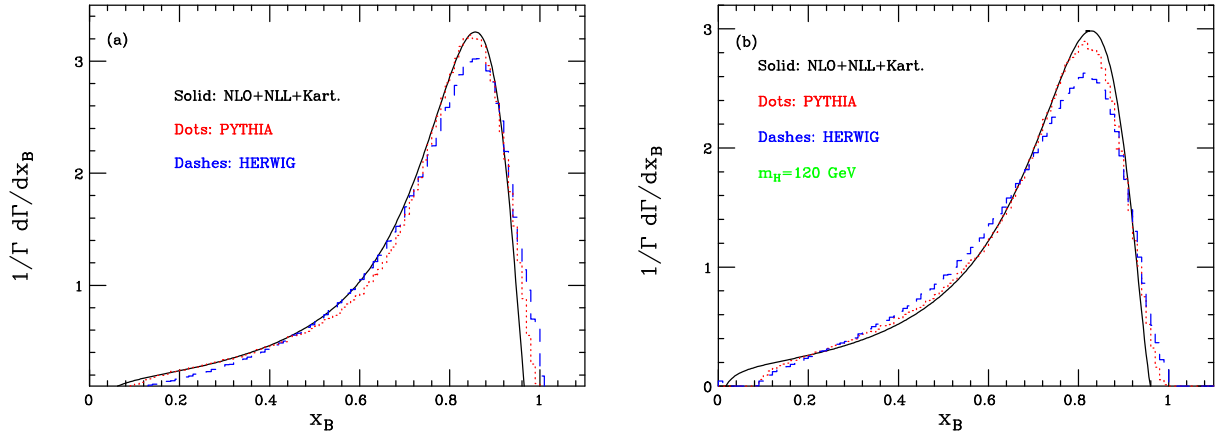 (a)
Solid: NLO+NLL+Kart.
Dots: PYTHIA
Dashes: HERWIG
1/Γ dΓ/dx_B
3
2
1
0 0.2 0.4 0.6 0.8 1
x_B
(b)
Solid: NLO+NLL+Kart.
Dots: PYTHIA
Dashes: HERWIG
m_H=120 GeV
1/Γ dΓ/dx_B
3
2
1
0
0 0.2 0.4 0.6 0.8 1
x_B